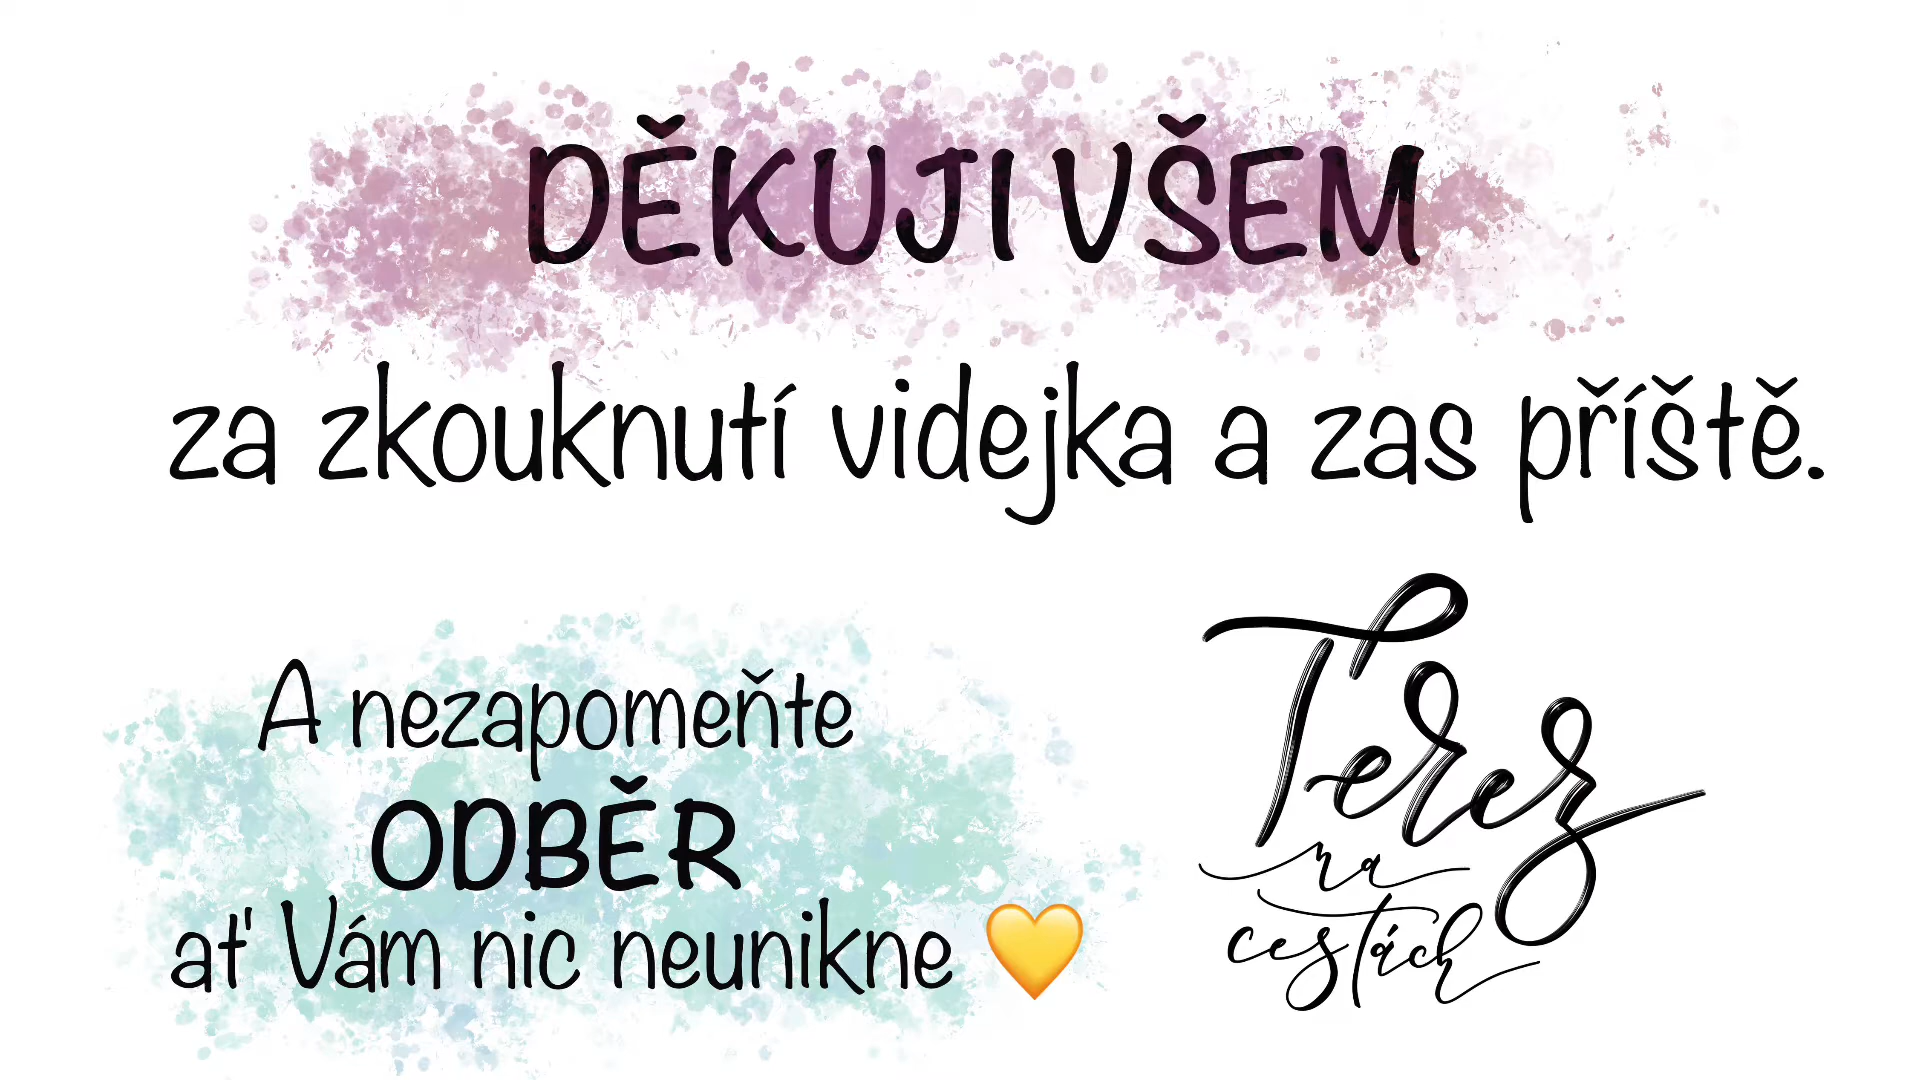 DĚKUJI VŠEM
za zkouknutí videjka a zas příště.
A nezapomeňte
ODBĚR
ať Vám nic neunikne 💛
Terez
na
cestách